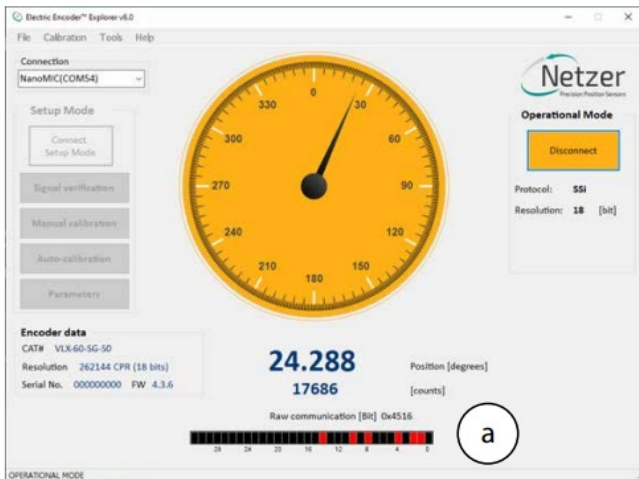 Electric Encoder™ Explorer v6.0
File Calibration Tools Help
Connection
NanoMIC(COM54)
Setup Mode
Connect
Setup Mode
Signal verification
Manual calibration
Auto-calibration
Parameters
0
30
60
90
120
150
180
210
240
270
300
330
Netzer
Precision Position Sensors
Operational Mode
Disconnect
Protocol: SSi
Resolution: 18 [bit]
Encoder data
CAT# VLX-60-SG-S0
Resolution 262144 CPR (18 bits)
Serial No. 000000000 FW 4.3.6
24.288 Position [degrees]
17686 [counts]
Raw communication [Bit] 0x4516
28 24 20 16 12 8 4 0
a
OPERATIONAL MODE